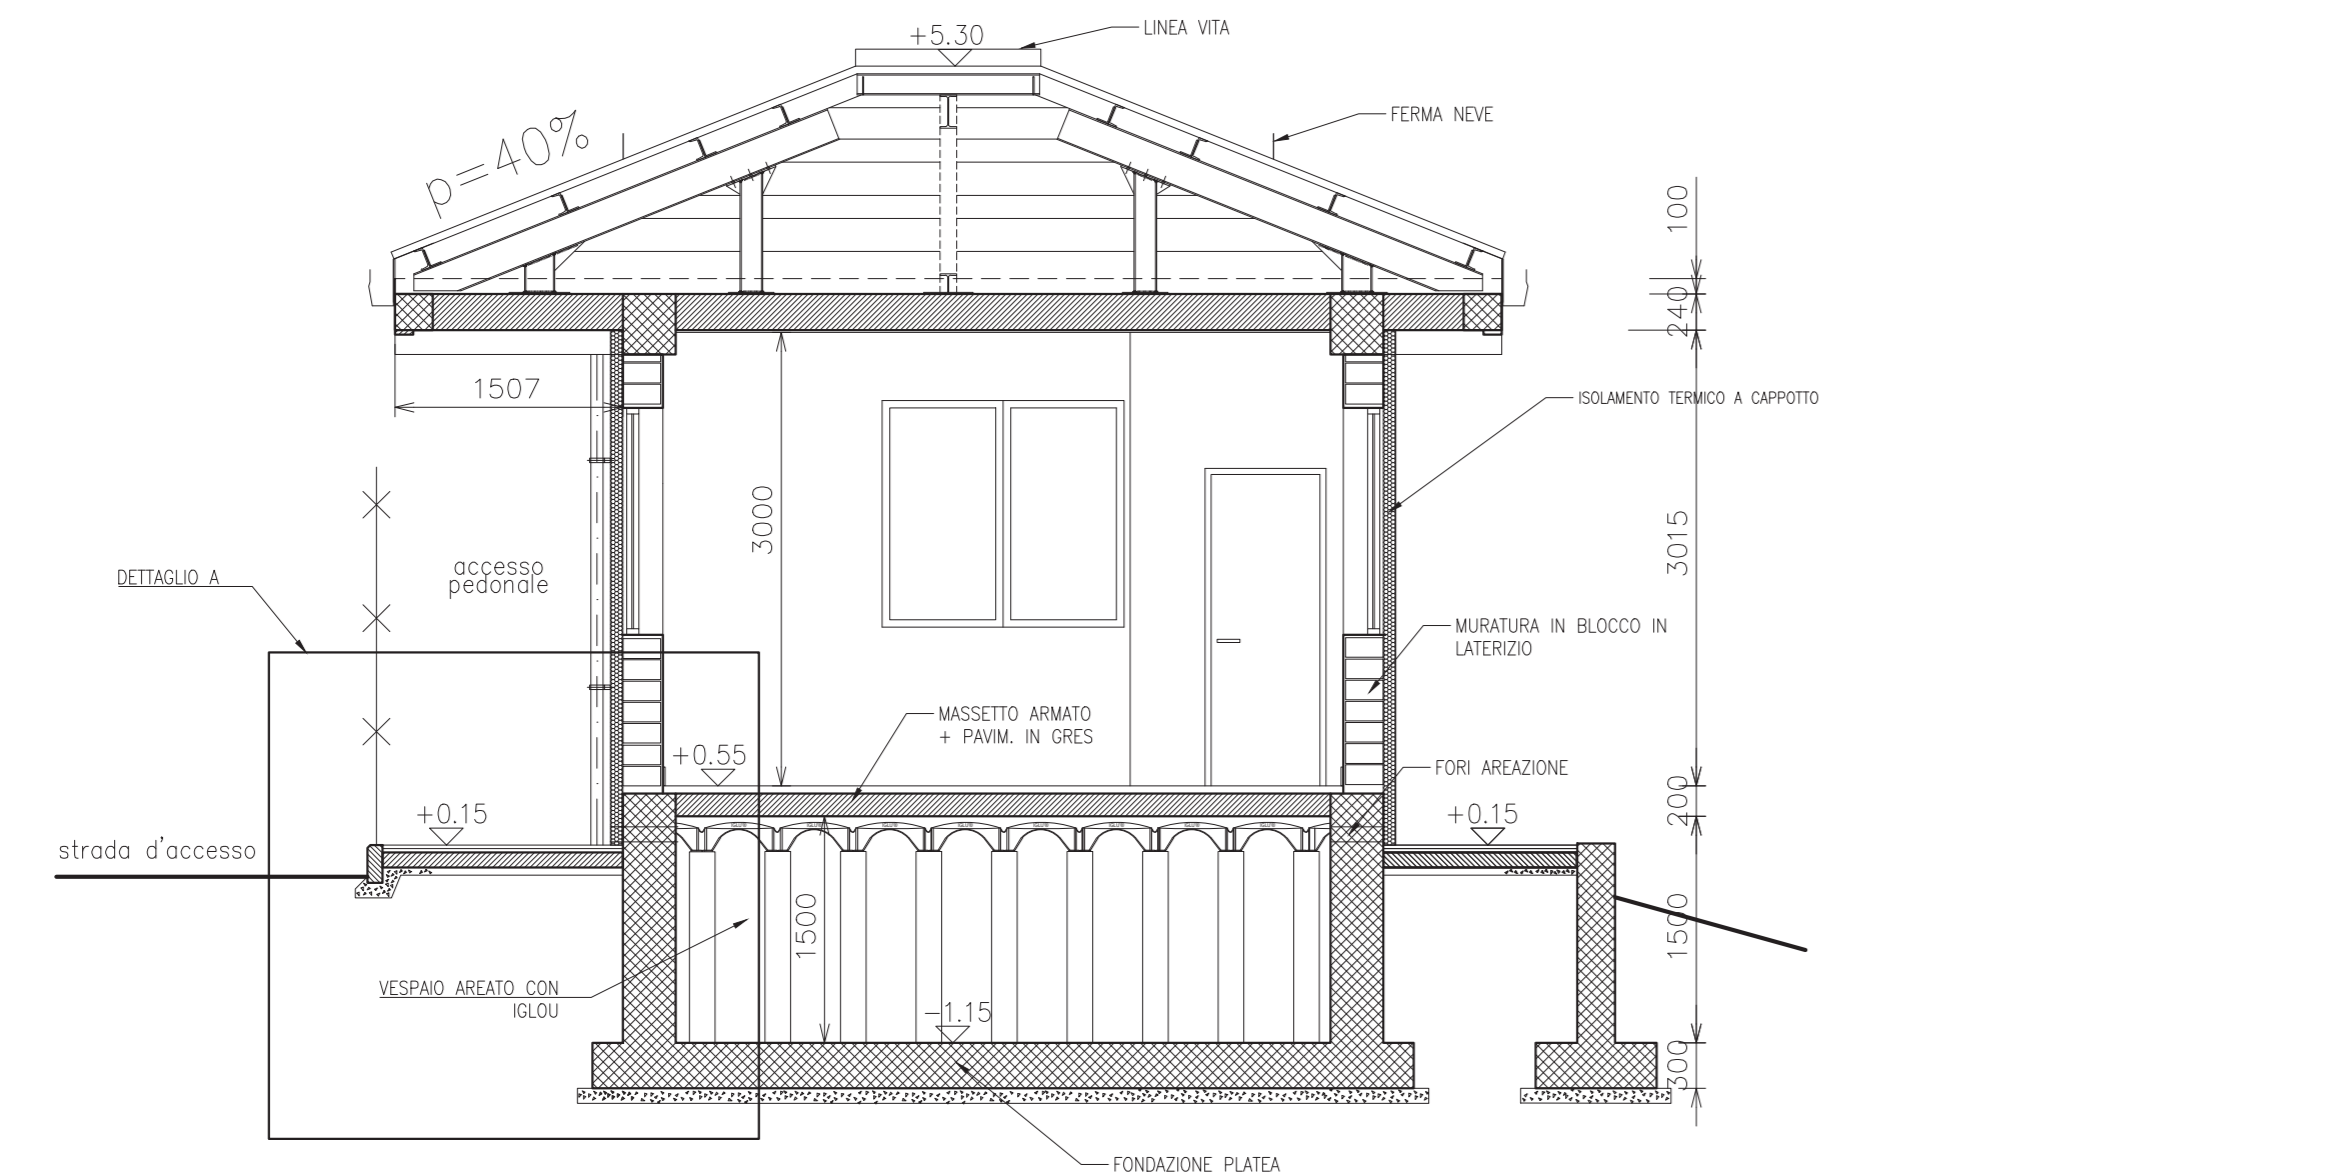 +5.30
LINEA VITA
p=40%
FERMA NEVE
100
240
1507
ISOLAMENTO TERMICO A CAPPOTTO
3000
3015
accesso
pedonale
DETTAGLIO A
MURATURA IN BLOCCO IN
LATERIZIO
MASSETTO ARMATO
+ PAVIM. IN GRES
+0.55
FORI AREAZIONE
200
+0.15
+0.15
strada d'accesso
1500
1500
VESPAIO AREATO CON
IGLOU
-1.15
300
FONDAZIONE PLATEA